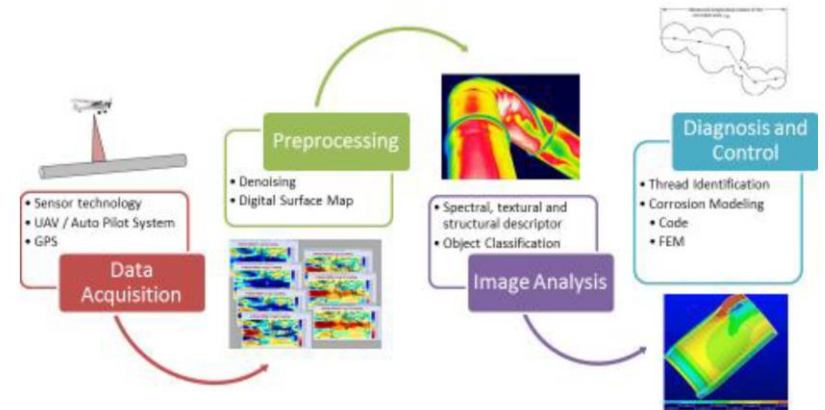 • Sensor technology
• UAV / Auto Pilot System
• GPS
Data
Acquisition
Preprocessing
• Denoising
• Digital Surface Map
• Spectral, textural and
structural descriptor
• Object Classification
Image Analysis
Diagnosis and
Control
• Thread Identification
• Corrosion Modeling
• Code
• FEM